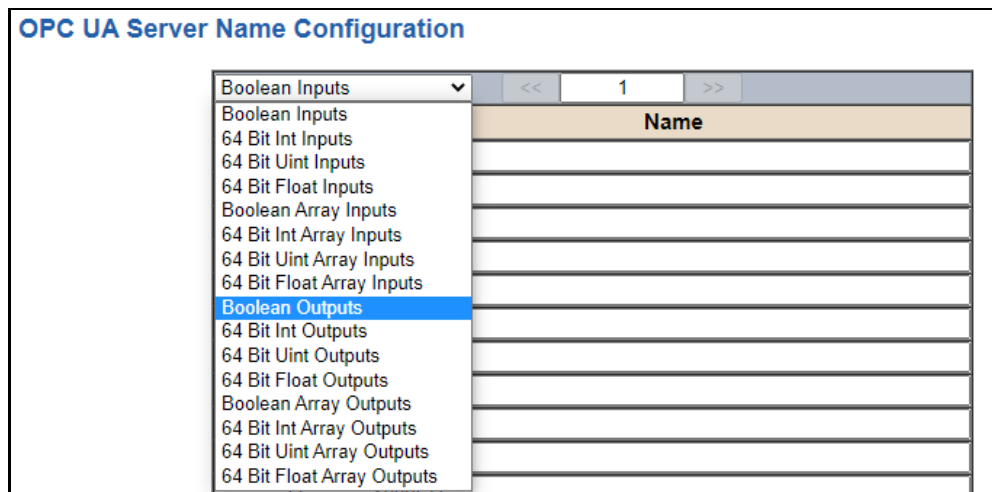 OPC UA Server Name Configuration
Boolean Inputs << 1 >>
Boolean Inputs
Name
64 Bit Int Inputs
64 Bit Uint Inputs
64 Bit Float Inputs
Boolean Array Inputs
64 Bit Int Array Inputs
64 Bit Uint Array Inputs
64 Bit Float Array Inputs
Boolean Outputs
64 Bit Int Outputs
64 Bit Uint Outputs
64 Bit Float Outputs
Boolean Array Outputs
64 Bit Int Array Outputs
64 Bit Uint Array Outputs
64 Bit Float Array Outputs